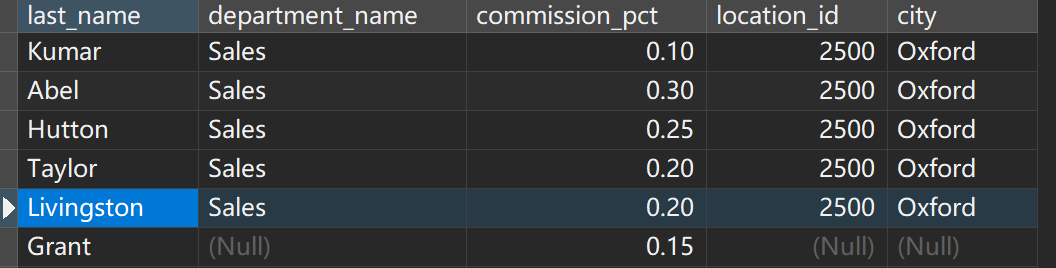 last_name department_name commission_pct location_id city
Kumar Sales 0.10 2500 Oxford
Abel Sales 0.30 2500 Oxford
Hutton Sales 0.25 2500 Oxford
Taylor Sales 0.20 2500 Oxford
Livingston Sales 0.20 2500 Oxford
Grant (Null) 0.15 (Null) (Null)